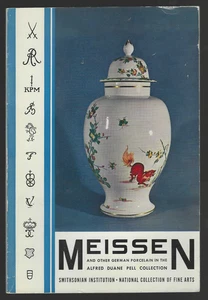 KPM
MEISSEN
AND OTHER GERMAN PORCELAIN IN THE
ALFRED DUANE PELL COLLECTION
SMITHSONIAN INSTITUTION • NATIONAL COLLECTION OF FINE ARTS